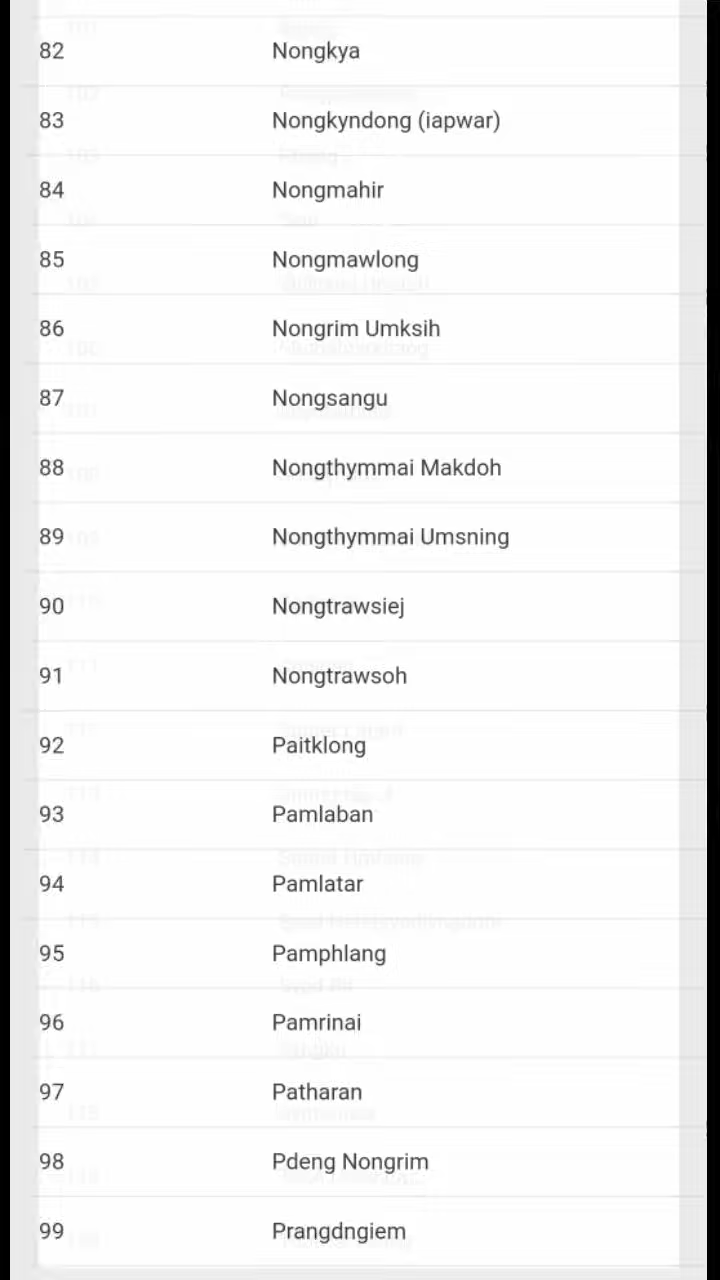 82 Nongkya
83 Nongkyndong (iapwar)
84 Nongmahir
85 Nongmawlong
86 Nongrim Umksih
87 Nongsangu
88 Nongthymmai Makdoh
89 Nongthymmai Umsning
90 Nongtrawsiej
91 Nongtrawsoh
92 Paitklong
93 Pamlaban
94 Pamlatar
95 Pamphlang
96 Pamrinai
97 Patharan
98 Pdeng Nongrim
99 Prangdngiem